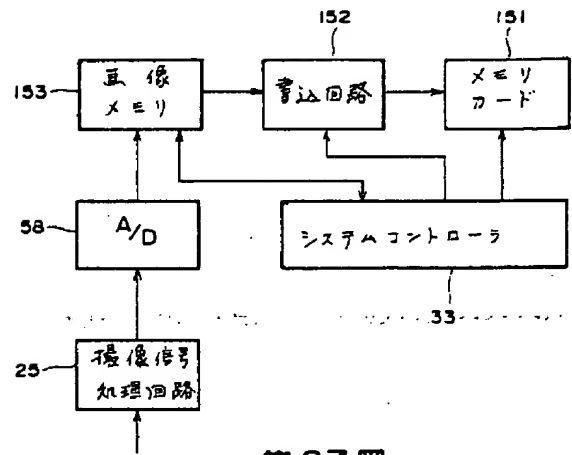 152
151
153
画像
メモリ
書込回路
メモリ
カード
58
A/D
システムコントローラ
33
25
撮像信号
処理回路